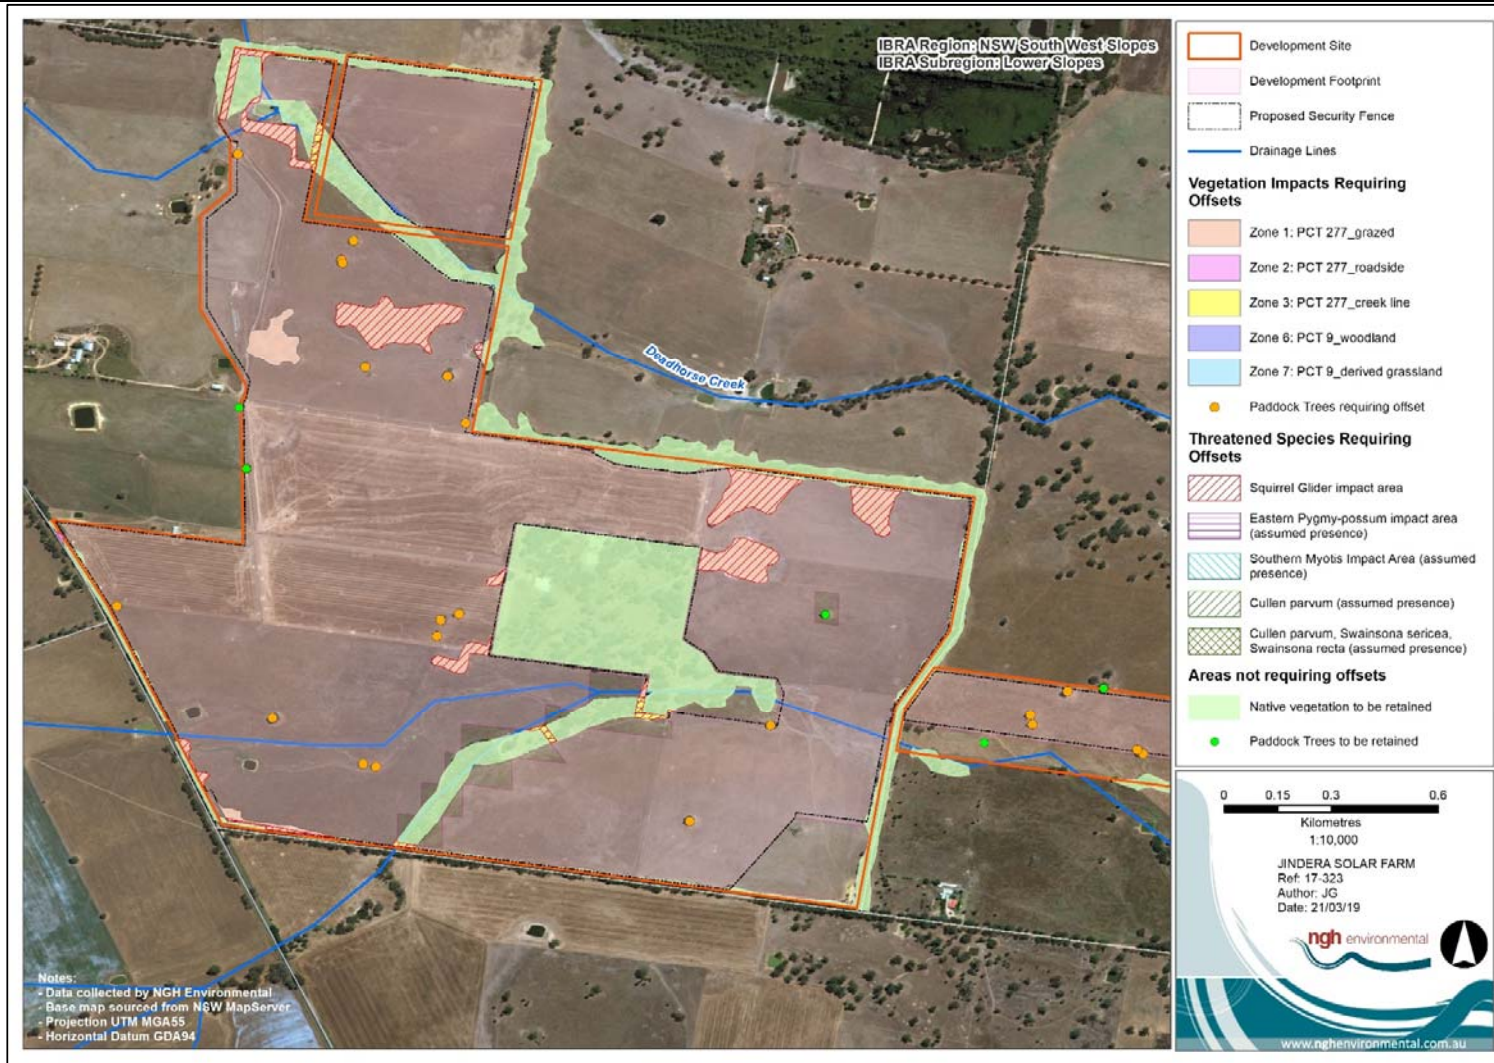 IBRA Region: NSW South West Slopes
IBRA Subregion: Lower Slopes
Deadhorse Creek
Notes:
- Data collected by NGH Environmental
- Base map sourced from NSW MapServer
- Projection UTM MGA55
- Horizontal Datum GDA94
Development Site
Development Footprint
Proposed Security Fence
Drainage Lines
Vegetation Impacts Requiring
Offsets
Zone 1: PCT 277_grazed
Zone 2: PCT 277_roadside
Zone 3: PCT 277_creek line
Zone 6: PCT 9_woodland
Zone 7: PCT 9_derived grassland
Paddock Trees requiring offset
Threatened Species Requiring
Offsets
Squirrel Glider impact area
Eastern Pygmy-possum impact area
(assumed presence)
Southern Myotis Impact Area (assumed
presence)
Cullen parvum (assumed presence)
Cullen parvum, Swainsona sericea,
Swainsona recta (assumed presence)
Areas not requiring offsets
Native vegetation to be retained
Paddock Trees to be retained
0 0.15 0.3 0.6
Kilometres
1:10,000
JINDERA SOLAR FARM
Ref: 17-323
Author: JG
Date: 21/03/19
ngh environmental
www.nghenvironmental.com.au